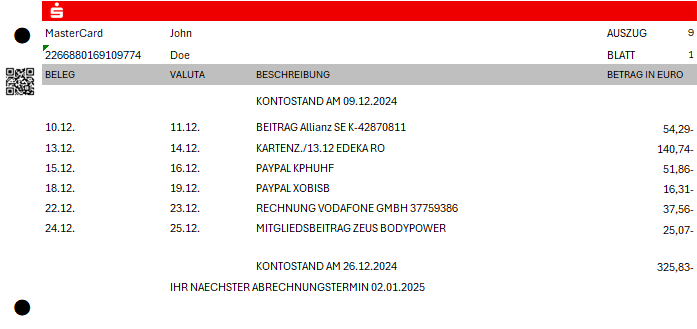 MasterCard John AUSZUG 9
2266880169109774 Doe BLATT 1
BELEG VALUTA BESCHREIBUNG BETRAG IN EURO
KONTOSTAND AM 09.12.2024
10.12. 11.12. BEITRAG Allianz SE K-42870811 54,29-
13.12. 14.12. KARTENZ./13.12 EDEKA RO 140,74-
15.12. 16.12. PAYPAL KPHUHF 51,86-
18.12. 19.12. PAYPAL XOBISB 16,31-
22.12. 23.12. RECHNUNG VODAFONE GMBH 37759386 37,56-
24.12. 25.12. MITGLIEDSBEITRAG ZEUS BODYPOWER 25,07-
KONTOSTAND AM 26.12.2024 325,83-
IHR NAECHSTER ABRECHNUNGSTERMIN 02.01.2025